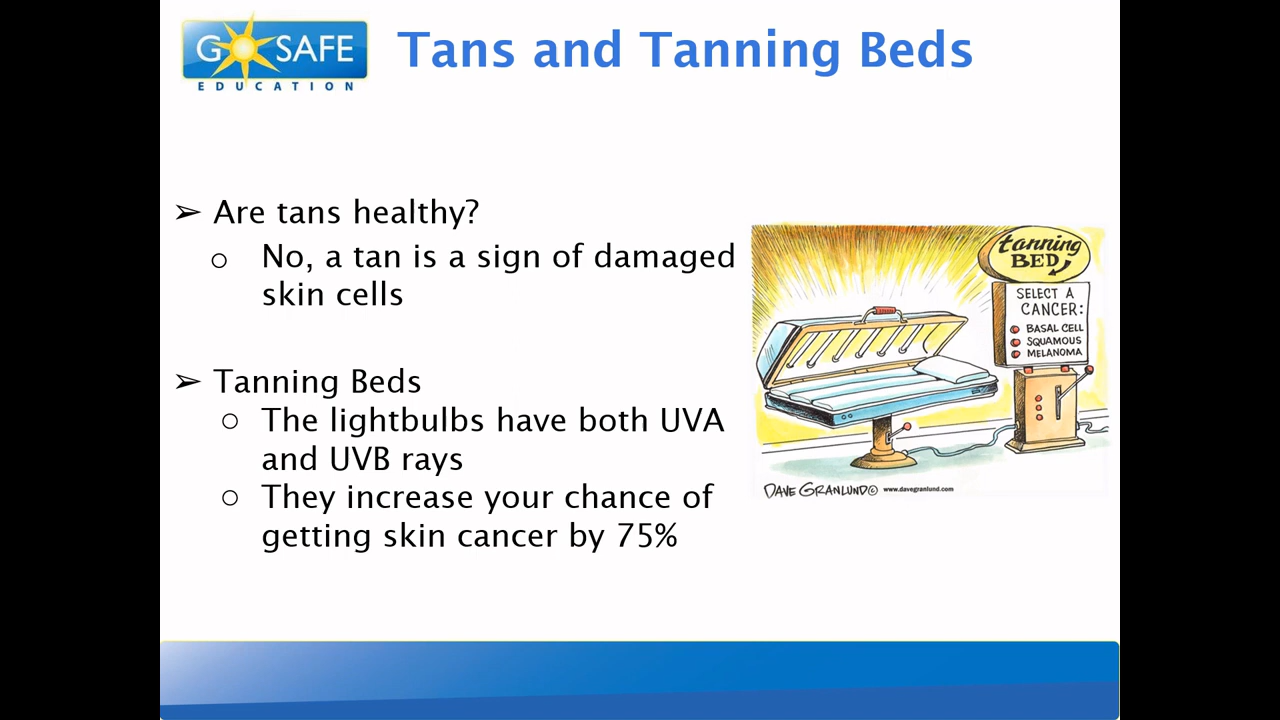 GO SAFE
EDUCATION
Tans and Tanning Beds
➢ Are tans healthy?
○ No, a tan is a sign of damaged
skin cells
➢ Tanning Beds
○ The lightbulbs have both UVA
and UVB rays
○ They increase your chance of
getting skin cancer by 75%
tanning
BED
SELECT A
CANCER:
BASAL CELL
SQUAMOUS
MELANOMA
DAVE GRANLUND© www.davegranlund.com